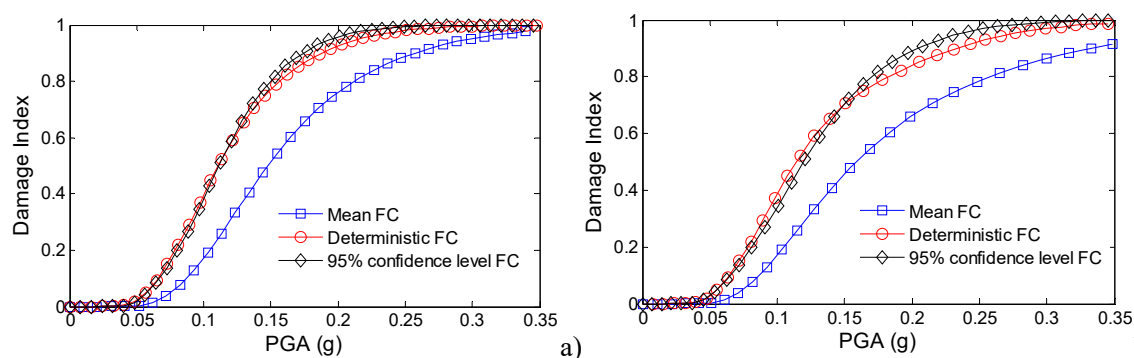 Damage Index
1
0.8
0.6
0.4
0.2
0
0 0.05 0.1 0.15 0.2 0.25 0.3 0.35
PGA (g)
Mean FC
Deterministic FC
95% confidence level FC
a)
Damage Index
1
0.8
0.6
0.4
0.2
0
0 0.05 0.1 0.15 0.2 0.25 0.3 0.35
PGA (g)
Mean FC
Deterministic FC
95% confidence level FC